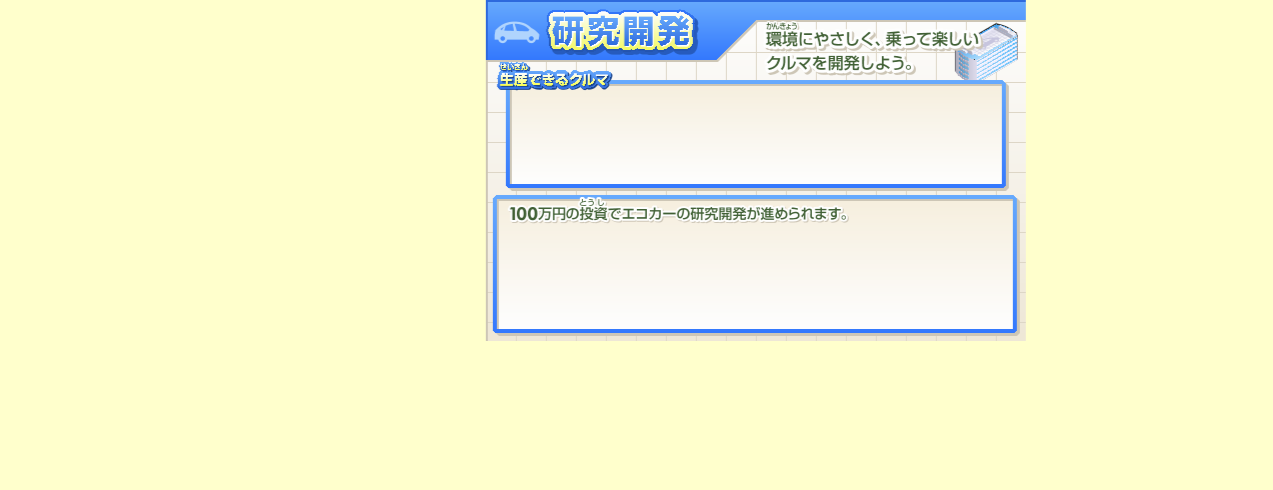 研究開発
かんきょう
環境にやさしく、乗って楽しい
クルマを開発しよう。
せいさん
生産できるクルマ
とうし
100万円の投資でエコカーの研究開発が進められます。